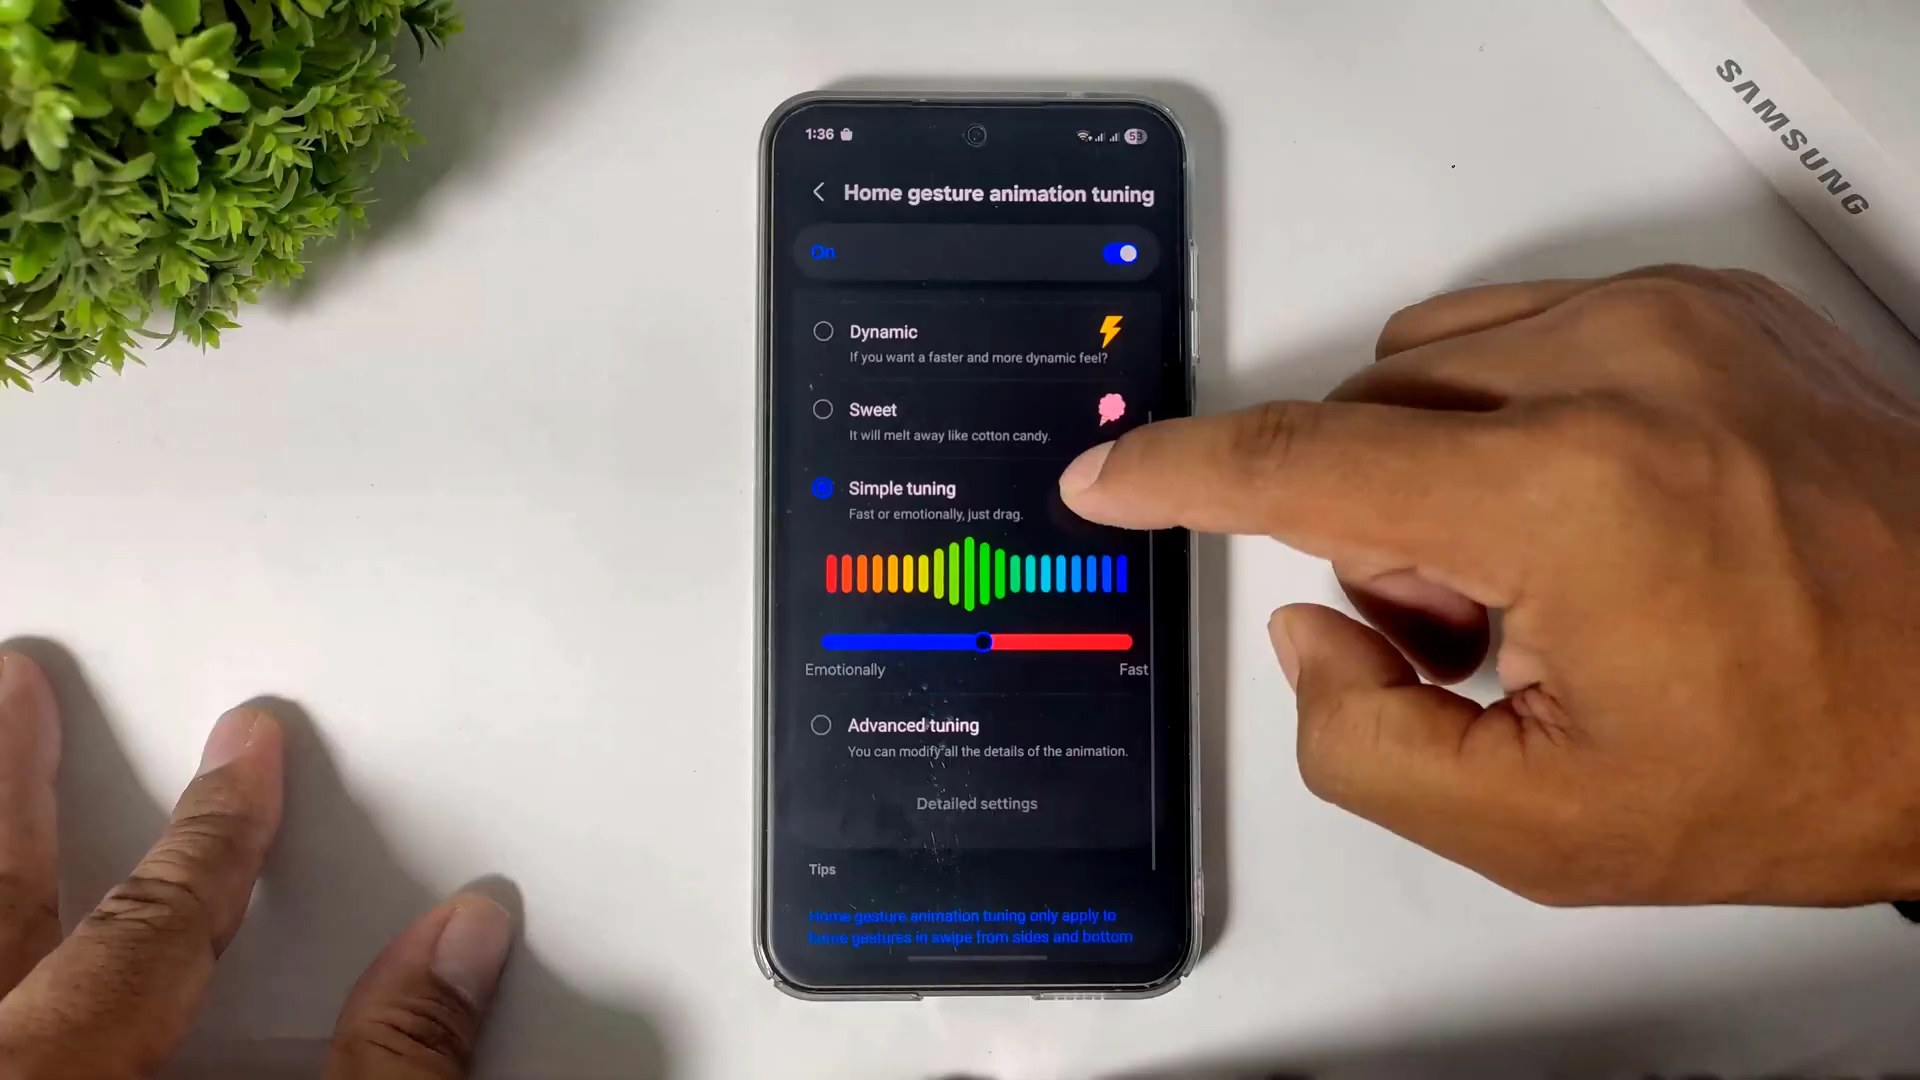 SAMSUNG
1:36
53
Home gesture animation tuning
On
Dynamic
If you want a faster and more dynamic feel?
Sweet
It will melt away like cotton candy.
Simple tuning
Fast or emotionally, just drag.
Emotionally
Fast
Advanced tuning
You can modify all the details of the animation.
Detailed settings
Tips
Home gesture animation tuning only apply to
home gestures in swipe from sides and bottom